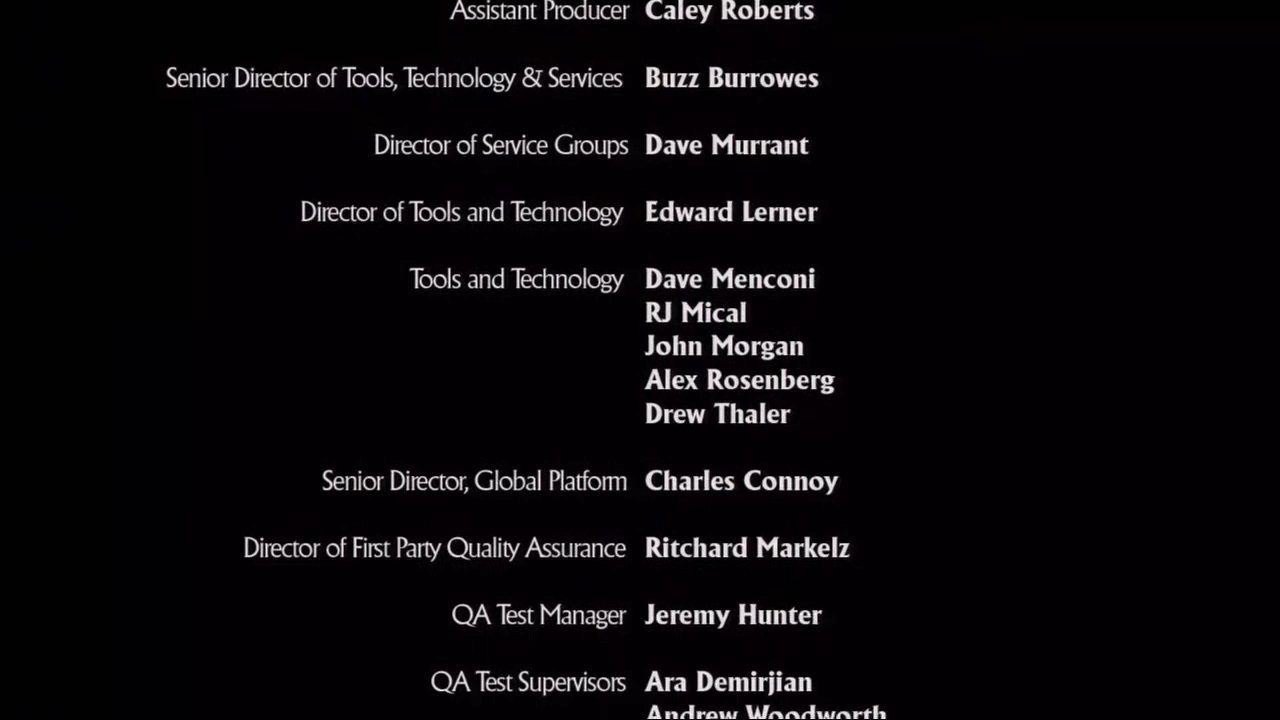 Assistant Producer Caley Roberts
Senior Director of Tools, Technology & Services Buzz Burrowes
Director of Service Groups Dave Murrant
Director of Tools and Technology Edward Lerner
Tools and Technology Dave Menconi
RJ Mical
John Morgan
Alex Rosenberg
Drew Thaler
Senior Director, Global Platform Charles Connoy
Director of First Party Quality Assurance Ritchard Markelz
QA Test Manager Jeremy Hunter
QA Test Supervisors Ara Demirjian
Andrew Woodworth